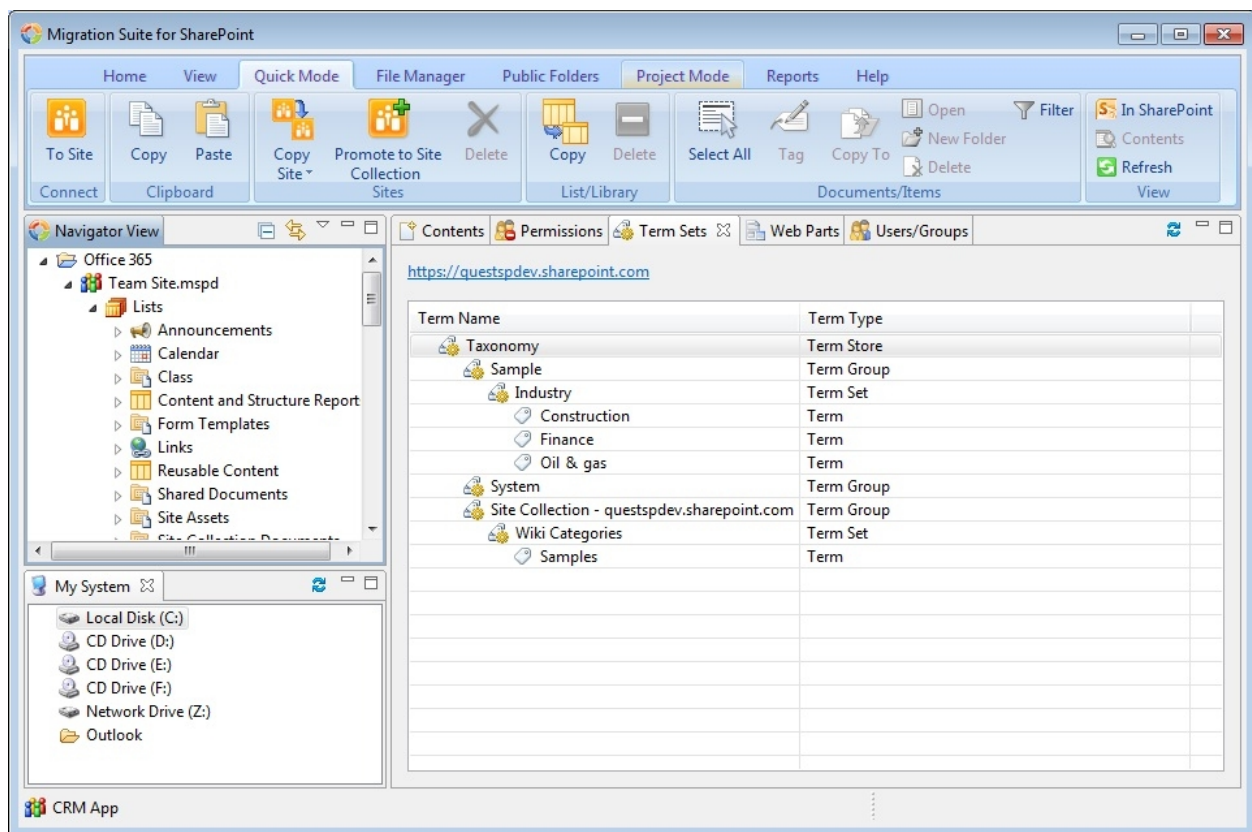 Migration Suite for SharePoint
Home View Quick Mode File Manager Public Folders Project Mode Reports Help
To Site
Connect
Copy Paste
Clipboard
Copy Site
Promote to Site Collection
Delete
Sites
Copy Delete
List/Library
Select All Tag Copy To
Open
New Folder
Delete
Filter
Documents/Items
In SharePoint
Contents
Refresh
View
Navigator View
Office 365
Team Site.mspd
Lists
Announcements
Calendar
Class
Content and Structure Report
Form Templates
Links
Reusable Content
Shared Documents
Site Assets
My System
Local Disk (C:)
CD Drive (D:)
CD Drive (E:)
CD Drive (F:)
Network Drive (Z:)
Outlook
Contents Permissions Term Sets Web Parts Users/Groups
https://questspdev.sharepoint.com
Term Name Term Type
Taxonomy Term Store
Sample Term Group
Industry Term Set
Construction Term
Finance Term
Oil & gas Term
System Term Group
Site Collection - questspdev.sharepoint.com Term Group
Wiki Categories Term Set
Samples Term
CRM App